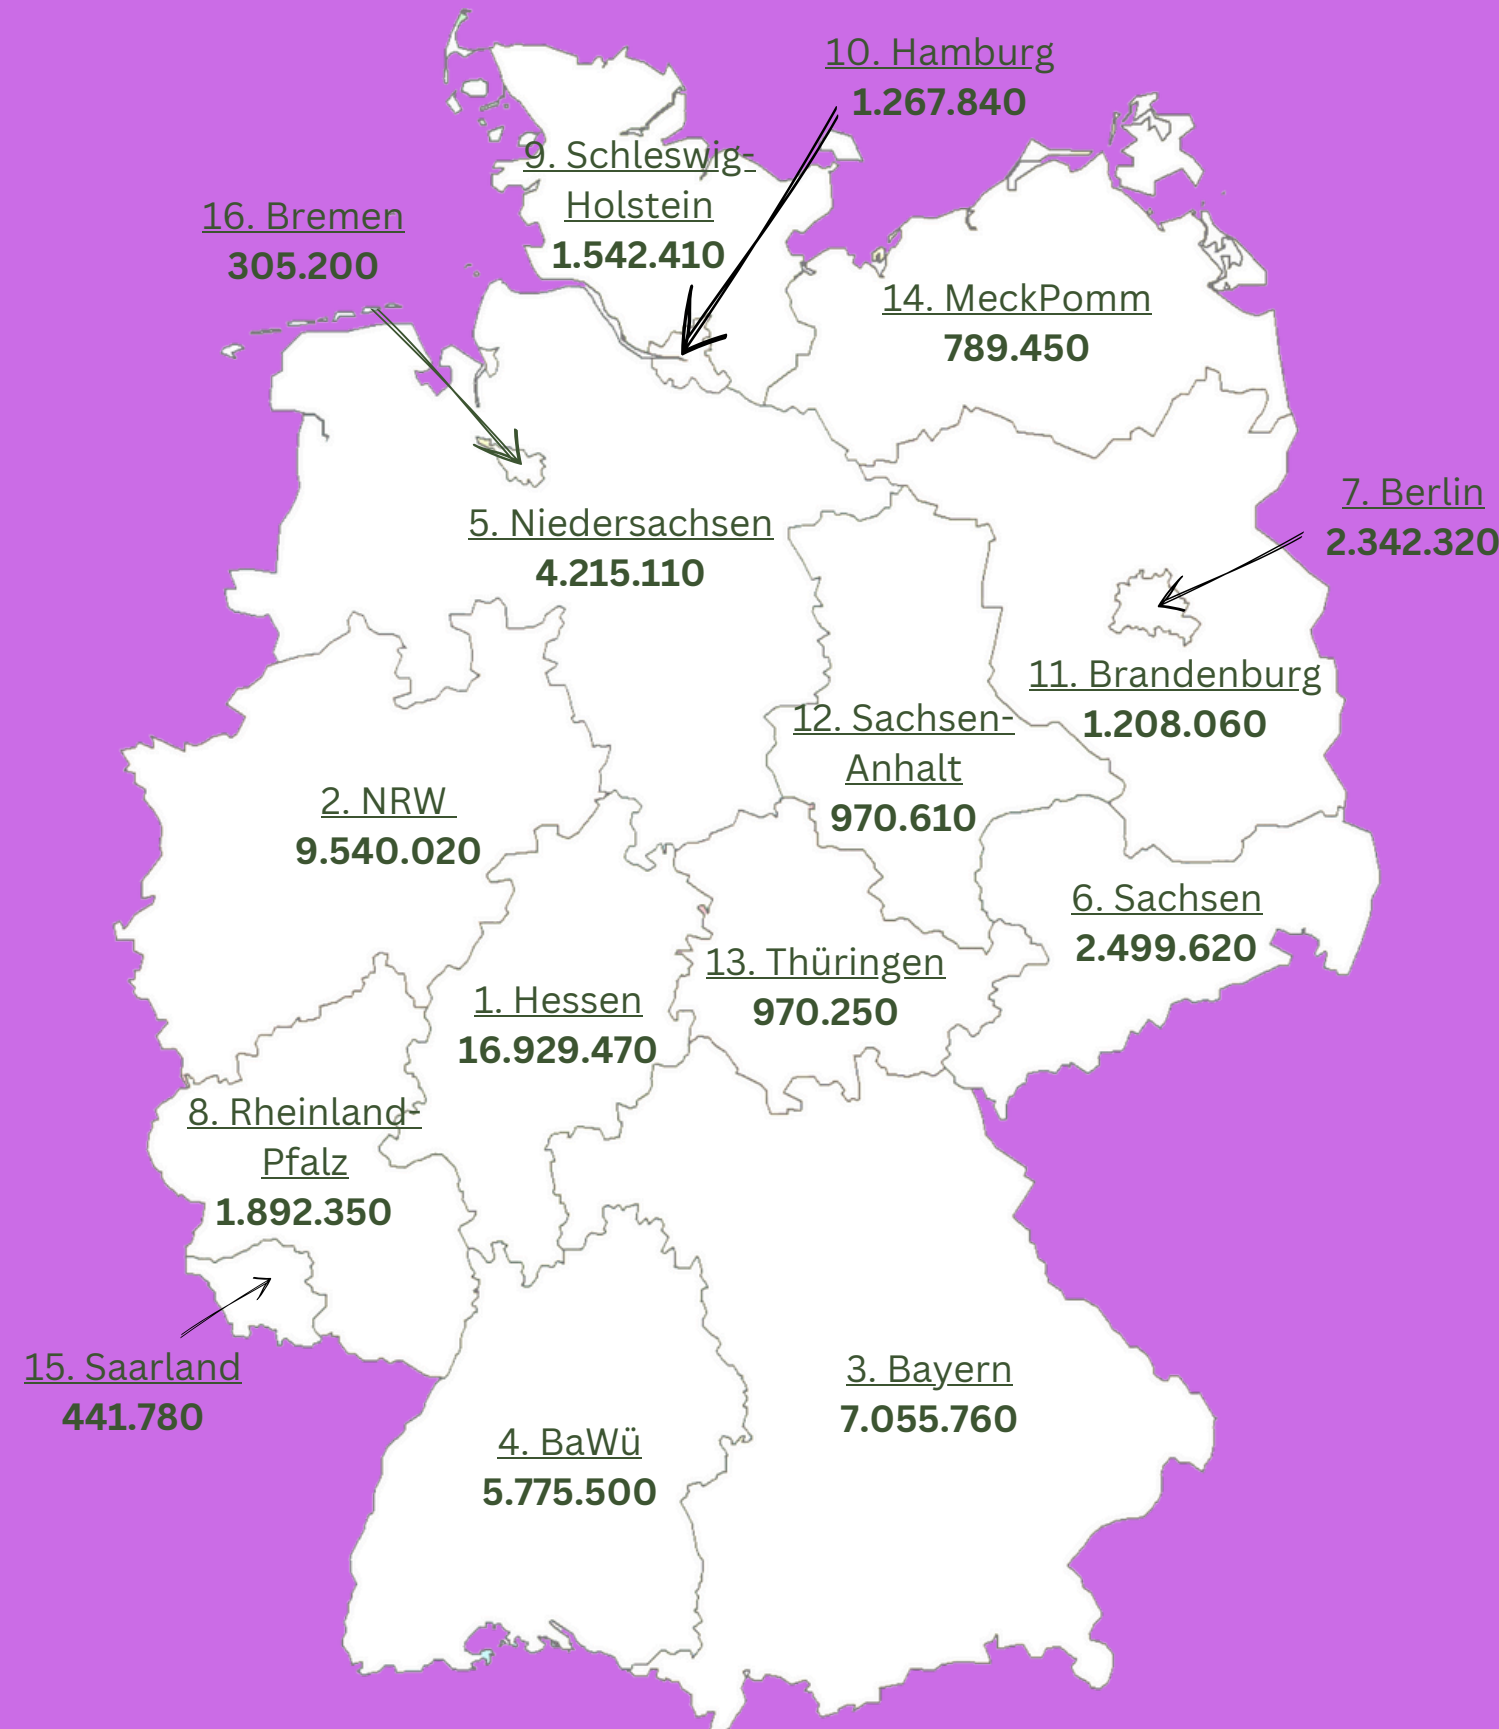 10. Hamburg
1.267.840
9. Schleswig-
Holstein
1.542.410
16. Bremen
305.200
14. MeckPomm
789.450
7. Berlin
2.342.320
5. Niedersachsen
4.215.110
11. Brandenburg
1.208.060
12. Sachsen-
Anhalt
970.610
2. NRW
9.540.020
6. Sachsen
2.499.620
13. Thüringen
970.250
1. Hessen
16.929.470
8. Rheinland-
Pfalz
1.892.350
15. Saarland
441.780
3. Bayern
7.055.760
4. BaWü
5.775.500